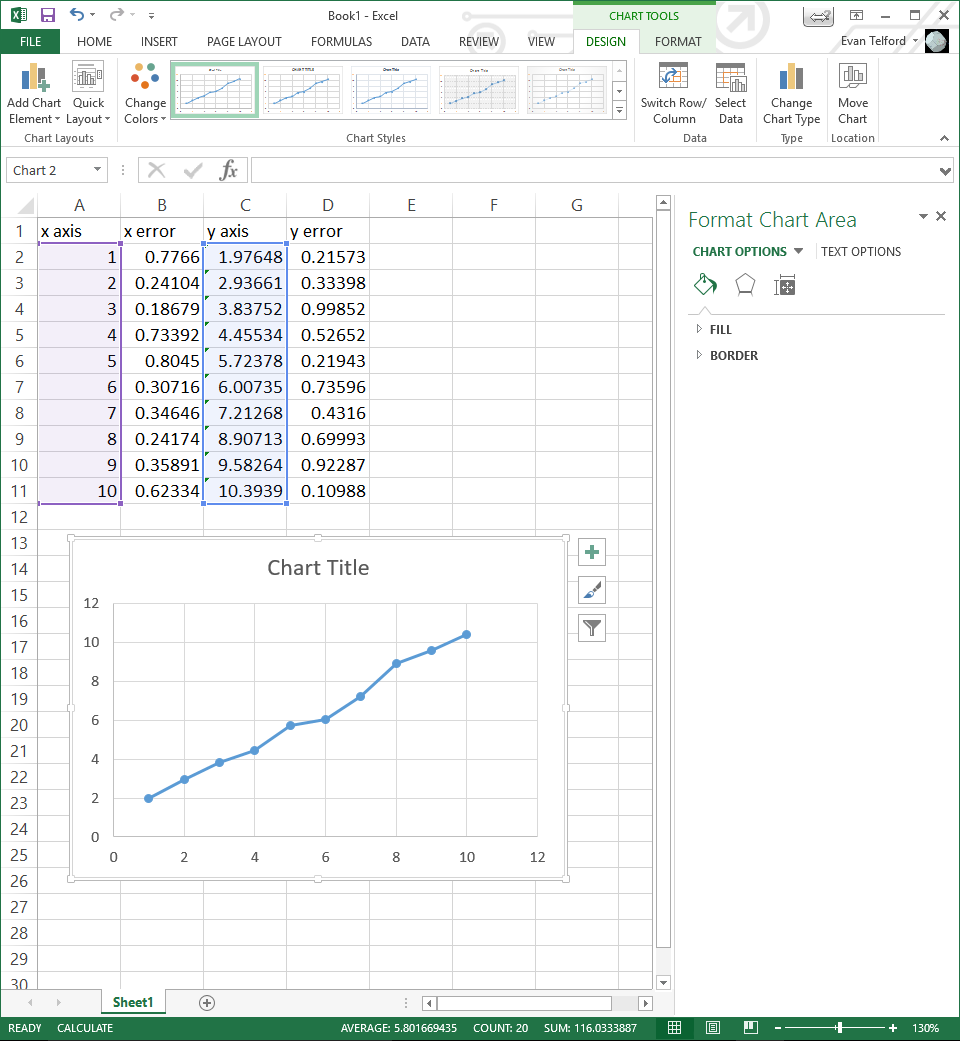 Book1 - Excel
CHART TOOLS
FILE HOME INSERT PAGE LAYOUT FORMULAS DATA REVIEW VIEW DESIGN FORMAT Evan Telford
Add Chart Element
Quick Layout
Chart Layouts
Change Colors
Chart Styles
Switch Row/ Column
Select Data
Data
Change Chart Type
Type
Move Chart
Location
Chart 2
fx
A B C D E F G
1 x axis x error y axis y error
2 1 0.7766 1.97648 0.21573
3 2 0.24104 2.93661 0.33398
4 3 0.18679 3.83752 0.99852
5 4 0.73392 4.45534 0.52652
6 5 0.8045 5.72378 0.21943
7 6 0.30716 6.00735 0.73596
8 7 0.34646 7.21268 0.4316
9 8 0.24174 8.90713 0.69993
10 9 0.35891 9.58264 0.92287
11 10 0.62334 10.3939 0.10988
12
13
14
15
16
17
18
19
20
21
22
23
24
25
26
27
28
29
30
Chart Title
12
10
8
6
4
2
0
0 2 4 6 8 10 12
Format Chart Area
CHART OPTIONS TEXT OPTIONS
FILL
BORDER
Sheet1
READY CALCULATE AVERAGE: 5.801669435 COUNT: 20 SUM: 116.0333887 130%